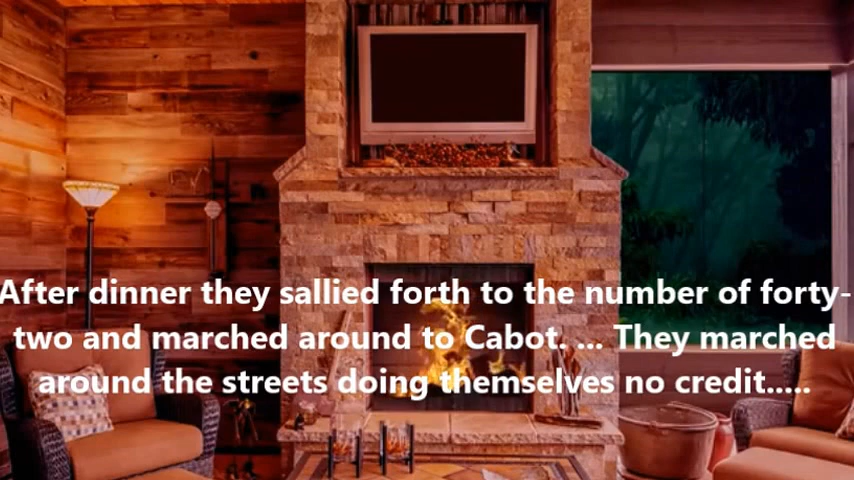 After dinner they sallied forth to the number of forty-
two and marched around to Cabot. ... They marched
around the streets doing themselves no credit.....